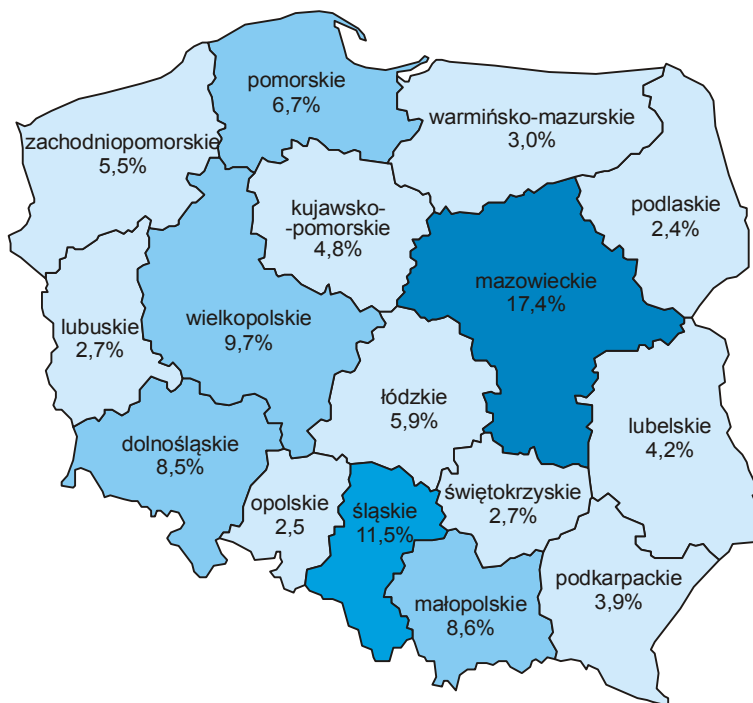 pomorskie
6,7%
warmińsko-mazurskie
3,0%
zachodniopomorskie
5,5%
podlaskie
2,4%
kujawsko-
-pomorskie
4,8%
mazowieckie
17,4%
wielkopolskie
9,7%
lubuskie
2,7%
łódzkie
5,9%
lubelskie
4,2%
dolnośląskie
8,5%
opolskie
2,5
śląskie
11,5%
świętokrzyskie
2,7%
podkarpackie
3,9%
małopolskie
8,6%